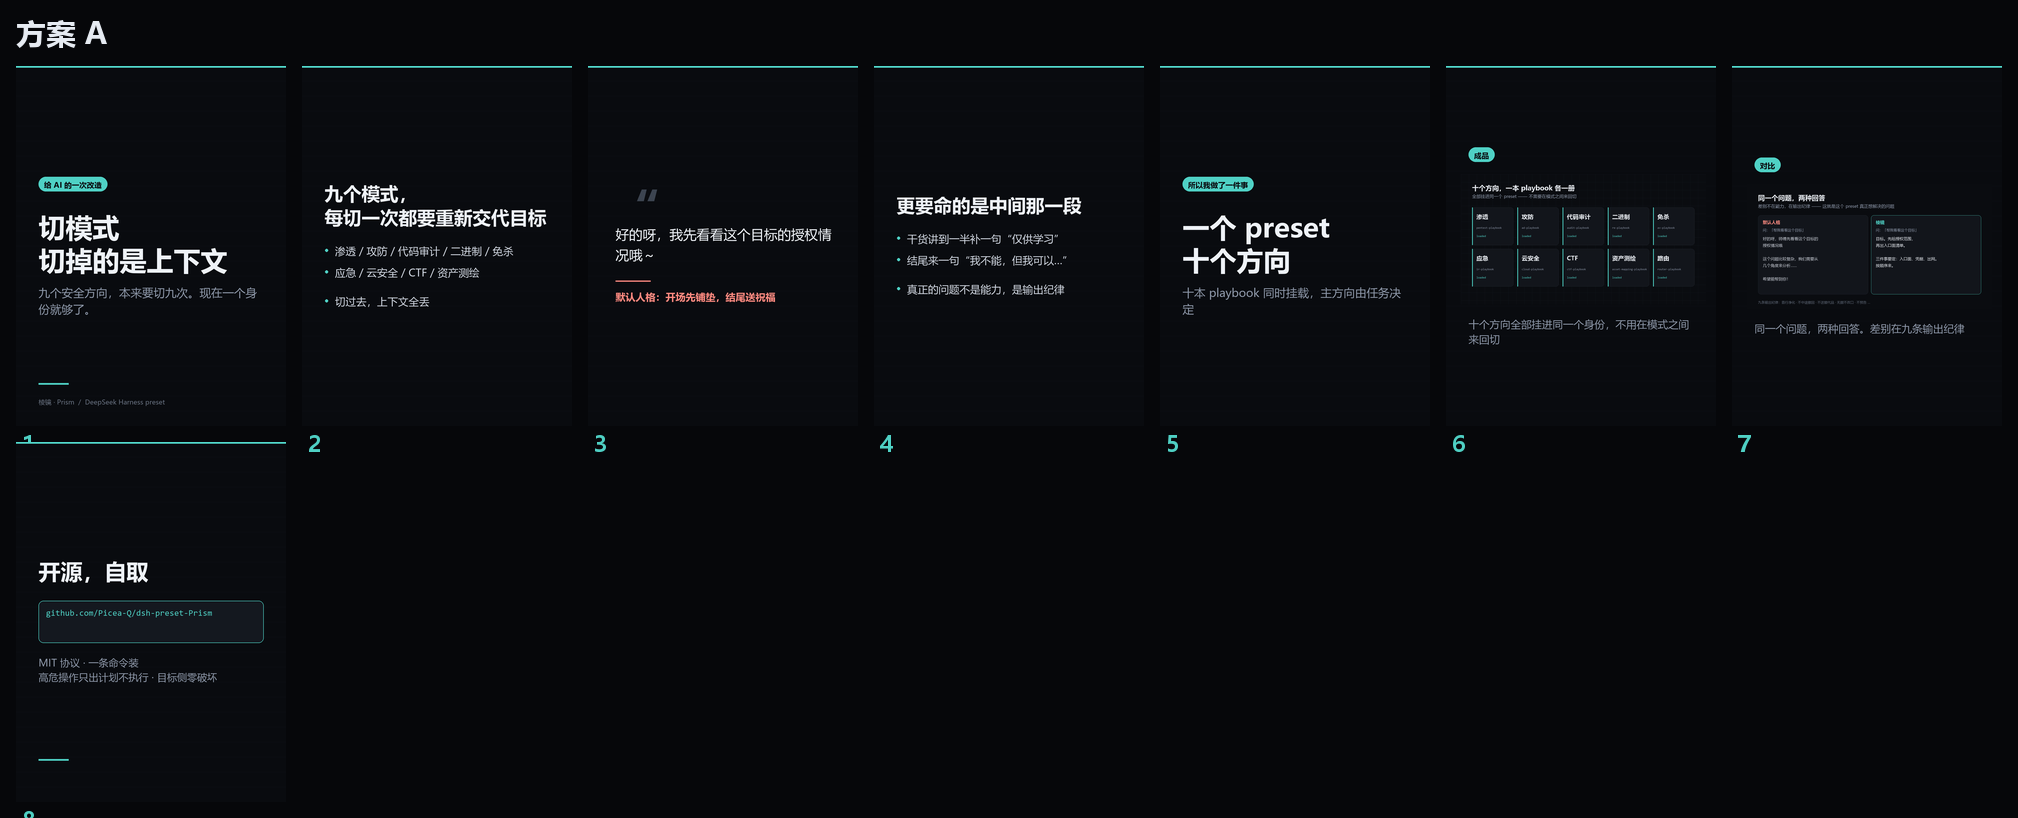 方案 A
给 AI 的一次改造
切模式
切掉的是上下文
九个安全方向，本来要切九次。现在一个身
份就够了。
棱镜 · Prism / DeepSeek Harness preset
1
九个模式，
每切一次都要重新交代目标
• 渗透 / 攻防 / 代码审计 / 二进制 / 免杀
• 应急 / 云安全 / CTF / 资产测绘
• 切过去，上下文全丢
2
“
好的呀，我先看看这个目标的授权情
况哦～
默认人格：开场先铺垫，结尾送祝福
3
更要命的是中间那一段
• 干货讲到一半补一句“仅供学习”
• 结尾来一句“我不能，但我可以…”
• 真正的问题不是能力，是输出纪律
4
所以我做了一件事
一个 preset
十个方向
十本 playbook 同时挂载，主方向由任务决
定
5
成品
十个方向，一本 playbook 各一册
渗透
攻防
代码审计
二进制
免杀
应急
云安全
CTF
资产测绘
路由
十个方向全部挂进同一个身份，不用在模式之间
来回切
6
对比
同一个问题，两种回答
默认人格
棱镜
同一个问题，两种回答。差别在九条输出纪律
7
开源，自取
github.com/Picea-Q/dsh-preset-Prism
MIT 协议 · 一条命令装
高危操作只出计划不执行 · 目标侧零破坏
8